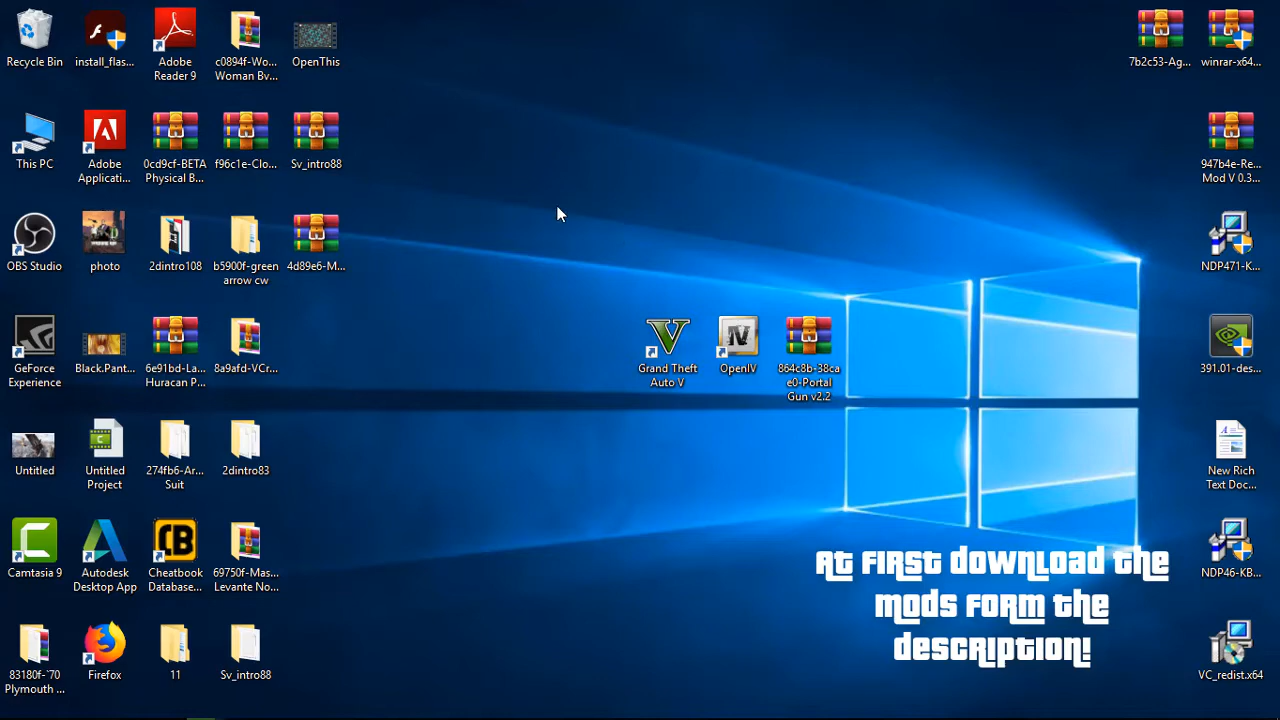 Recycle Bin
install_flas...
Adobe
Reader 9
c0894f-Wo...
Woman Bv...
OpenThis
7b2c53-Ag...
winrar-x64...
This PC
Adobe
Applicati...
0cd9cf-BETA
Physical B...
f96c1e-Clo...
Sv_intro88
947b4e-Re...
Mod V 0.3...
OBS Studio
photo
2dintro108
b5900f-green
arrow cw
4d89e6-M...
NDP471-K...
GeForce
Experience
Black.Pant...
6e91bd-La...
Huracan P...
8a9afd-VCr...
Grand Theft
Auto V
OpenIV
864c8b-38ca
e0-Portal
Gun v2.2
391.01-des...
Untitled
Untitled
Project
274fb6-Ar...
Suit
2dintro83
New Rich
Text Doc...
Camtasia 9
Autodesk
Desktop App
Cheatbook
Database...
69750f-Mas...
Levante No...
NDP46-KB...
83180f-`70
Plymouth ...
Firefox
11
Sv_intro88
VC_redist.x64
At first download the
mods form the
description!